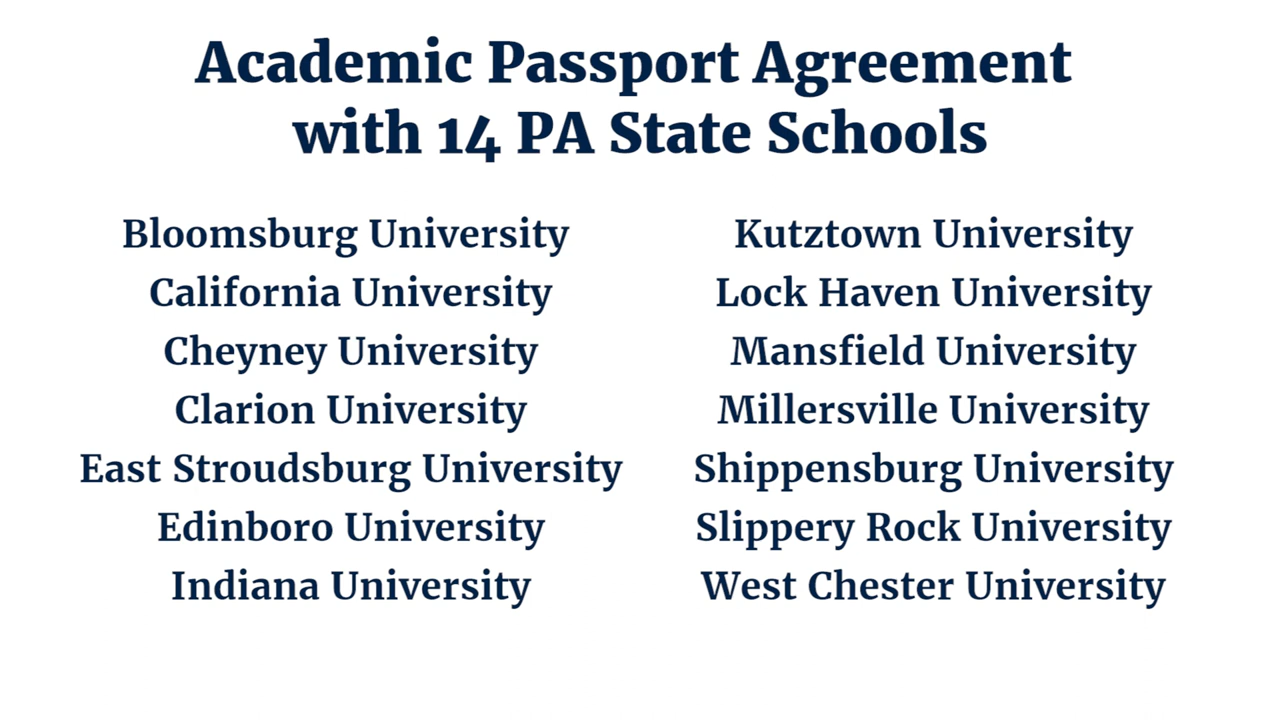 Academic Passport Agreement
with 14 PA State Schools
Bloomsburg University
California University
Cheyney University
Clarion University
East Stroudsburg University
Edinboro University
Indiana University
Kutztown University
Lock Haven University
Mansfield University
Millersville University
Shippensburg University
Slippery Rock University
West Chester University